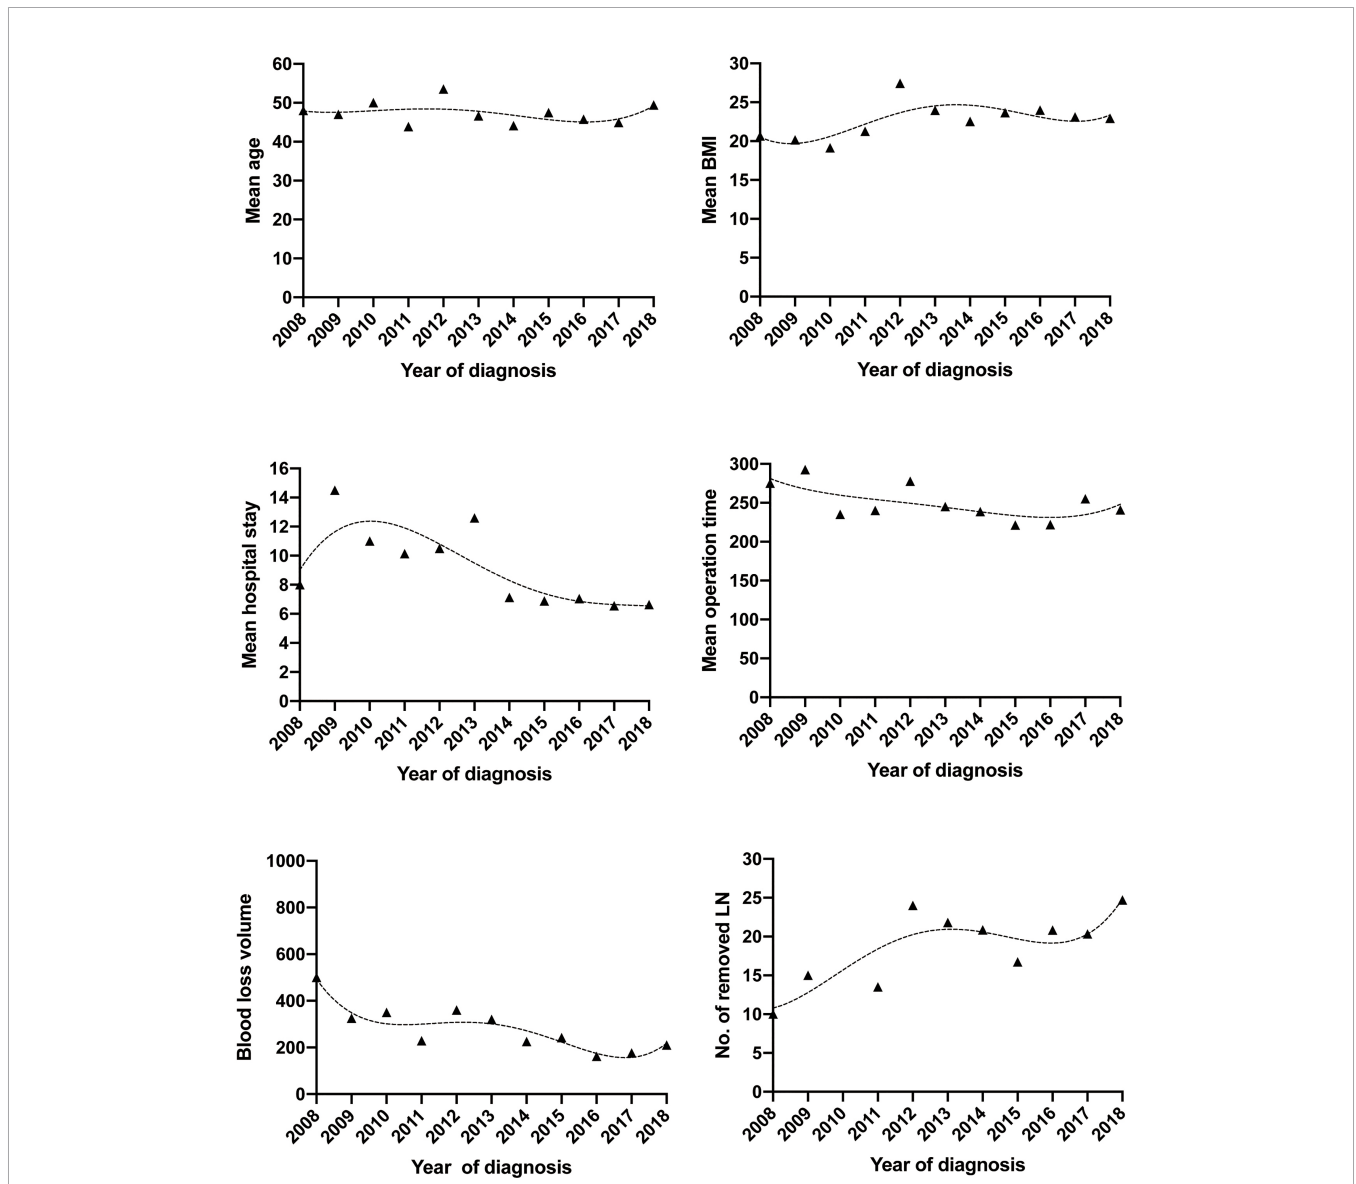 Mean age
60
50
40
30
20
10
0
2008 2009 2010 2011 2012 2013 2014 2015 2016 2017 2018
Year of diagnosis
Mean BMI
30
25
20
15
10
5
0
2008 2009 2010 2011 2012 2013 2014 2015 2016 2017 2018
Year of diagnosis
Mean hospital stay
16
14
12
10
8
6
4
2
0
2008 2009 2010 2011 2012 2013 2014 2015 2016 2017 2018
Year of diagnosis
Mean operation time
300
250
200
150
100
50
0
2008 2009 2010 2011 2012 2013 2014 2015 2016 2017 2018
Year of diagnosis
Blood loss volume
1000
800
600
400
200
0
2008 2009 2010 2011 2012 2013 2014 2015 2016 2017 2018
Year  of diagnosis
No. of removed LN
30
25
20
15
10
5
0
2008 2009 2010 2011 2012 2013 2014 2015 2016 2017 2018
Year of diagnosis